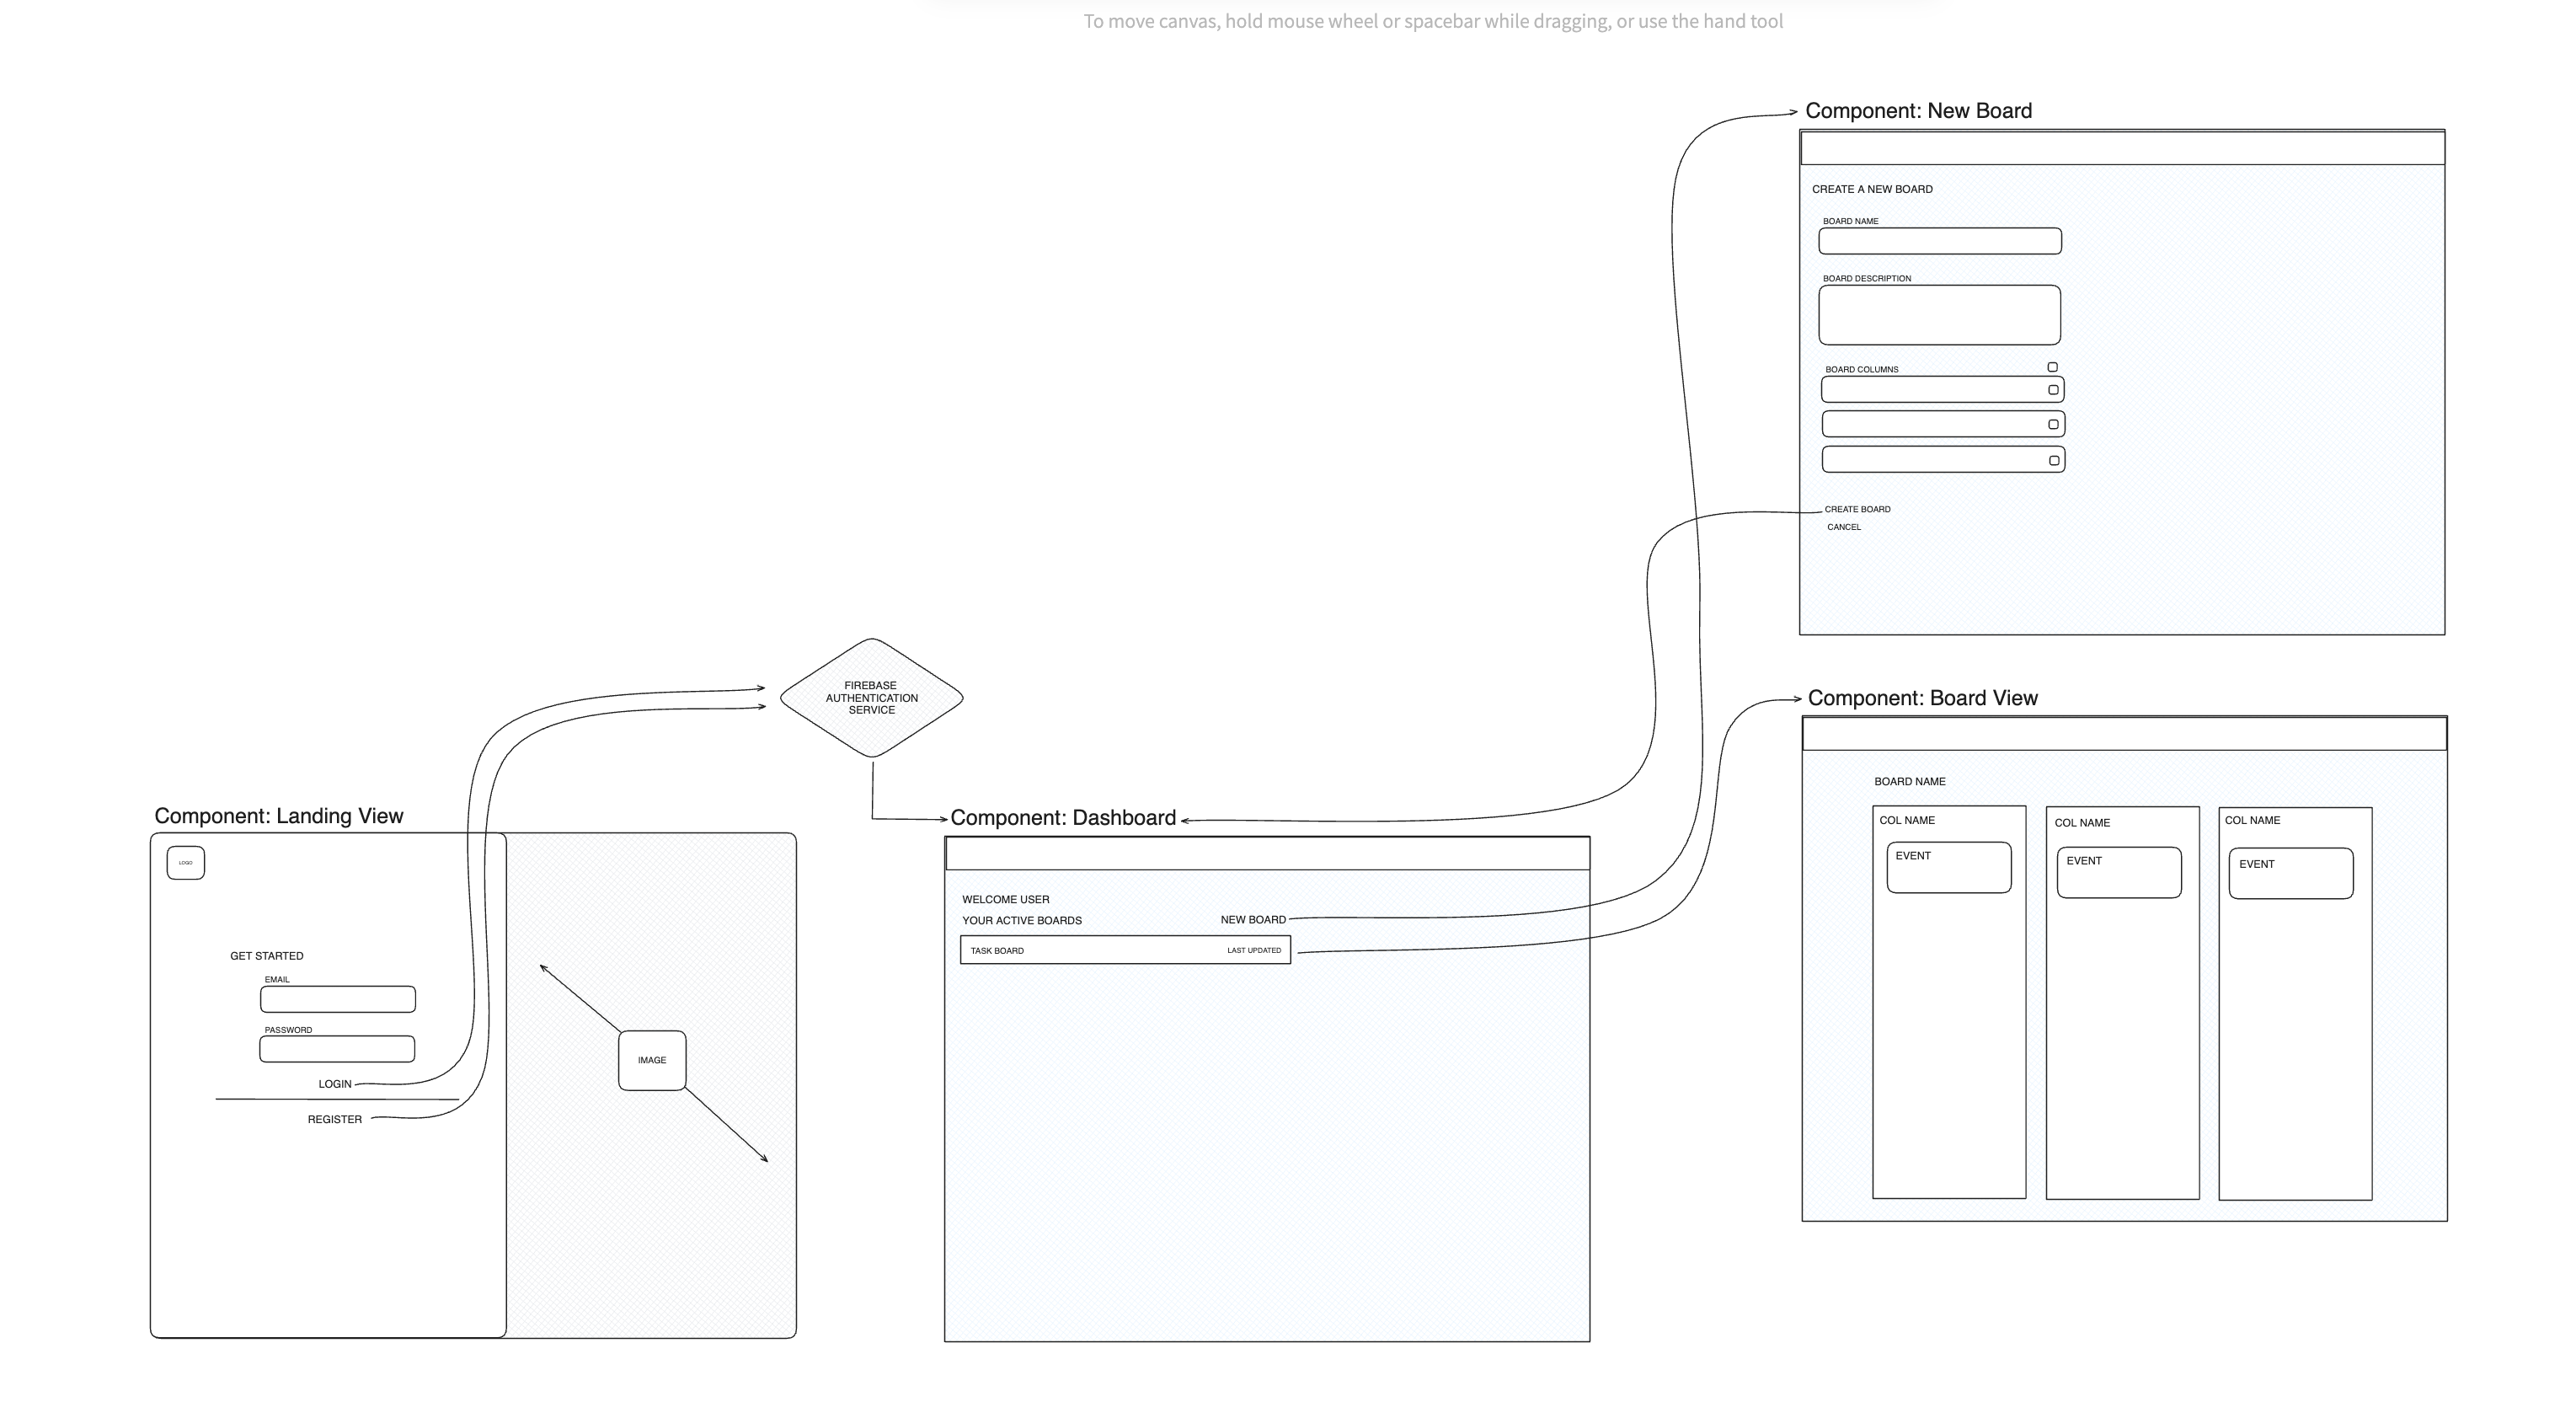 To move canvas, hold mouse wheel or spacebar while dragging, or use the hand tool
Component: New Board
CREATE A NEW BOARD
BOARD NAME
BOARD DESCRIPTION
BOARD COLUMNS
CREATE BOARD
CANCEL
FIREBASE
AUTHENTICATION
SERVICE
Component: Landing View
LOGO
GET STARTED
EMAIL
PASSWORD
LOGIN
REGISTER
IMAGE
Component: Dashboard
WELCOME USER
YOUR ACTIVE BOARDS
NEW BOARD
TASK BOARD
LAST UPDATED
Component: Board View
BOARD NAME
COL NAME
EVENT
COL NAME
EVENT
COL NAME
EVENT